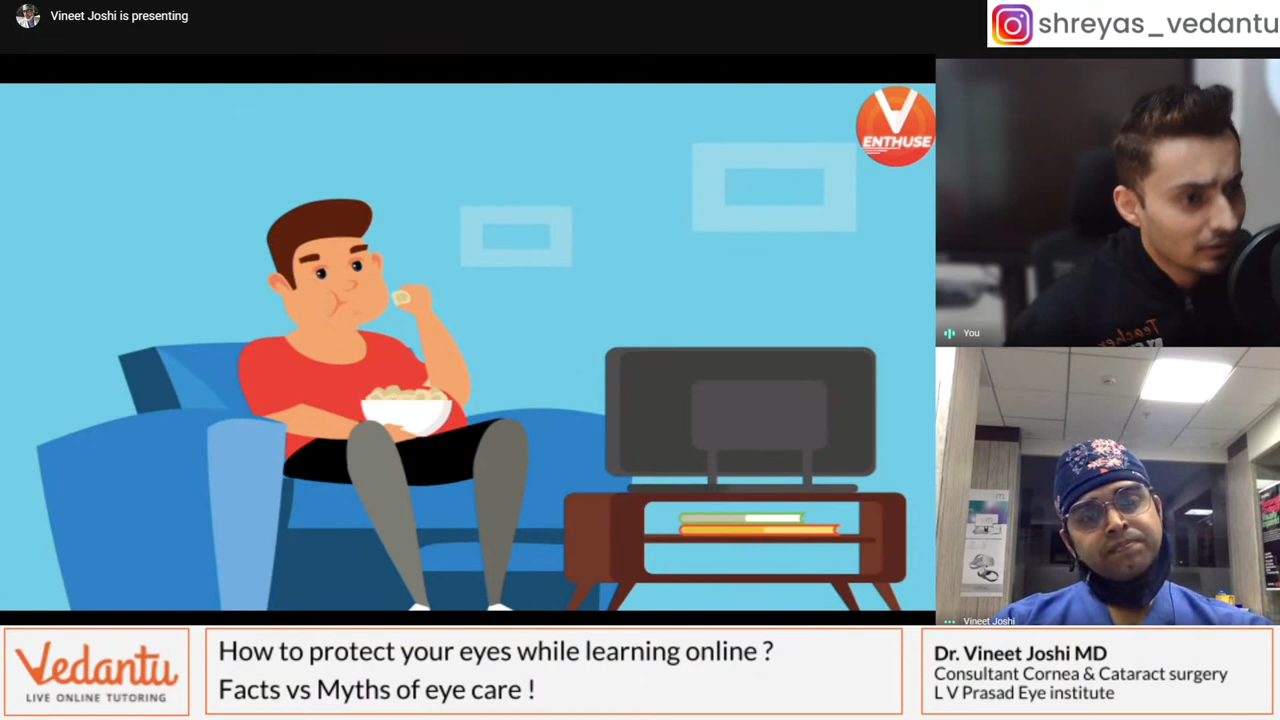 Vineet Joshi is presenting
shreyas_vedantu
V
ENTHUSE
You
Teacher
Vineet Joshi
Vedantu
LIVE ONLINE TUTORING
How to protect your eyes while learning online ?
Facts vs Myths of eye care !
Dr. Vineet Joshi MD
Consultant Cornea & Cataract surgery
L V Prasad Eye institute